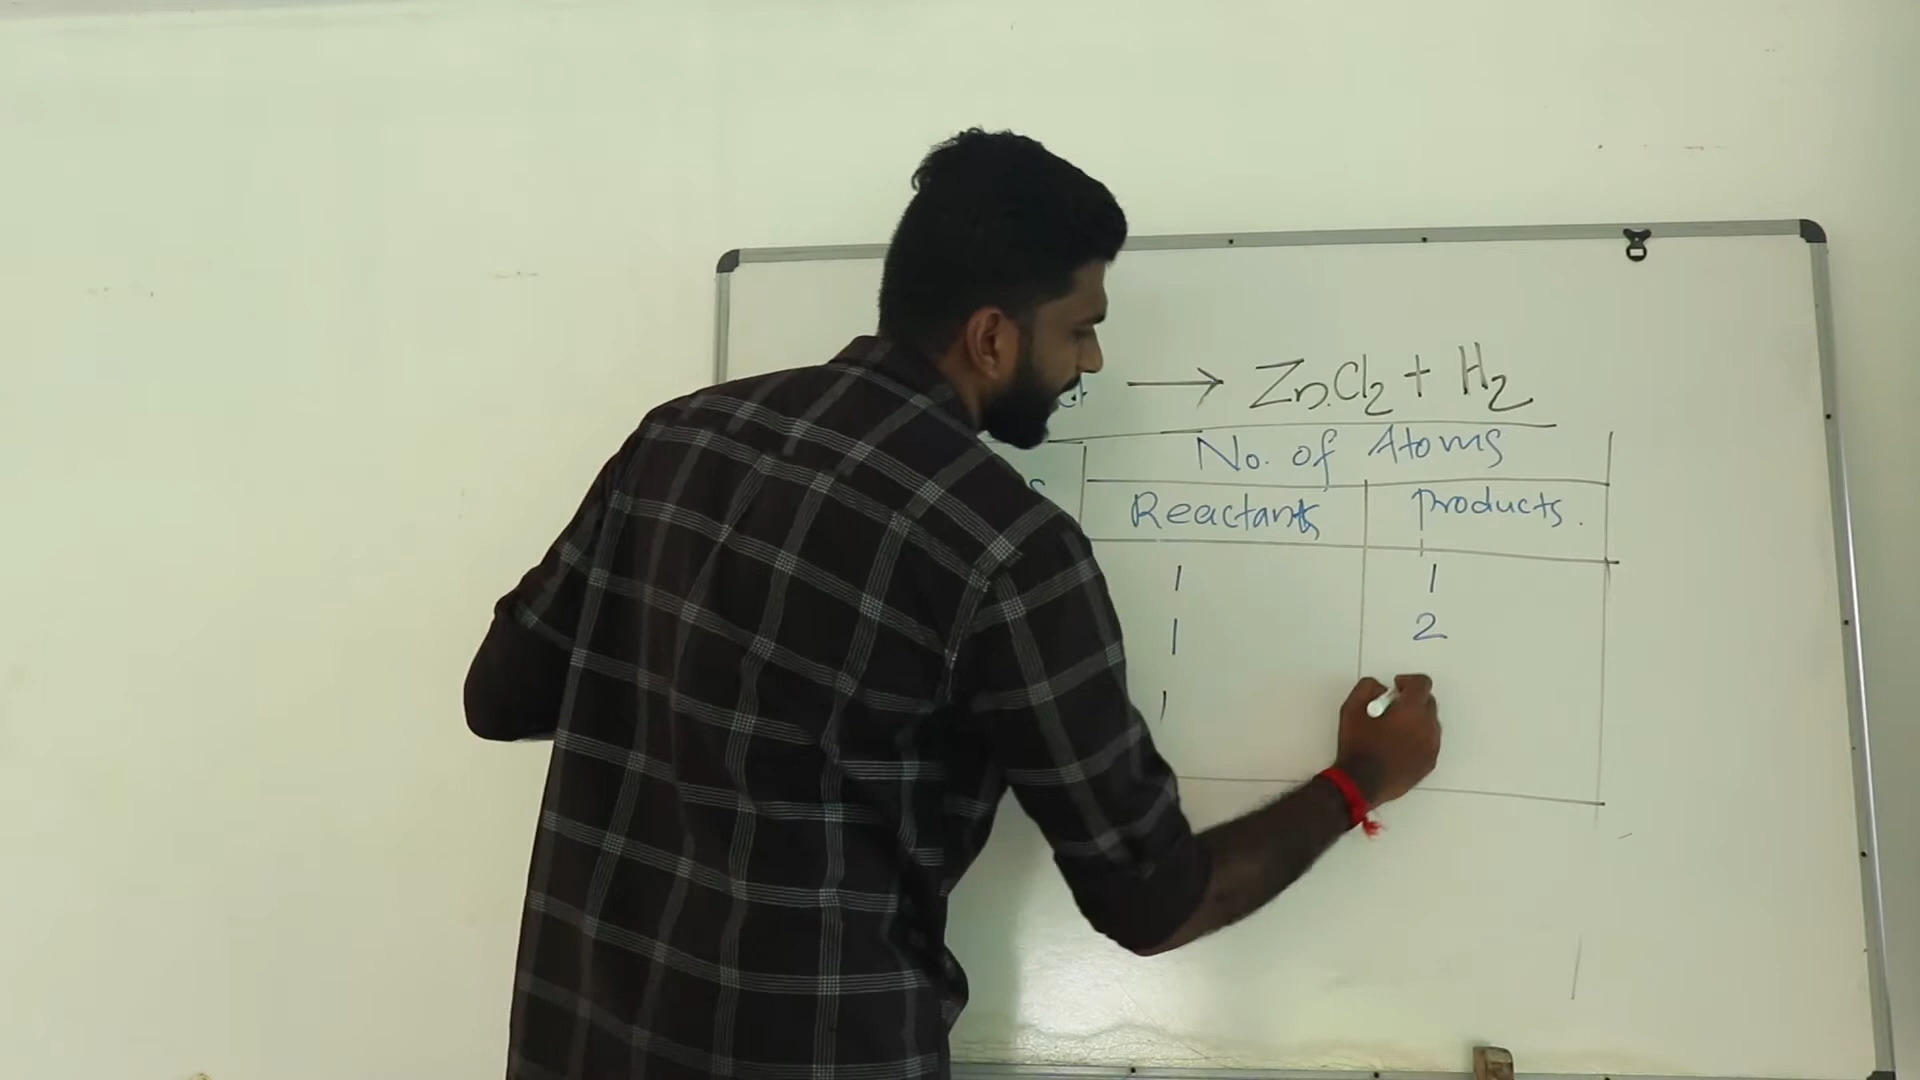 → ZnCl₂ + H₂
No. of Atoms
Reactants products.
1 1
1 2
1